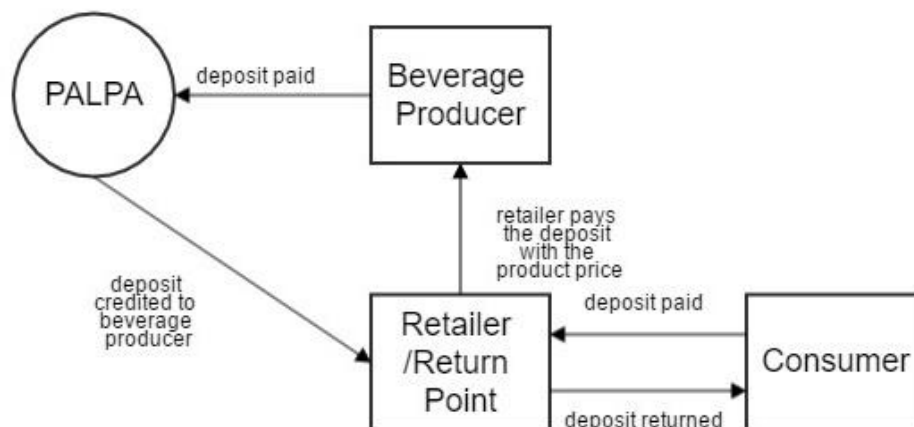 PALPA
deposit paid
Beverage
Producer
retailer pays
the deposit
with the
product price
deposit
credited to
beverage
producer
Retailer
/Return
Point
deposit paid
deposit returned
Consumer